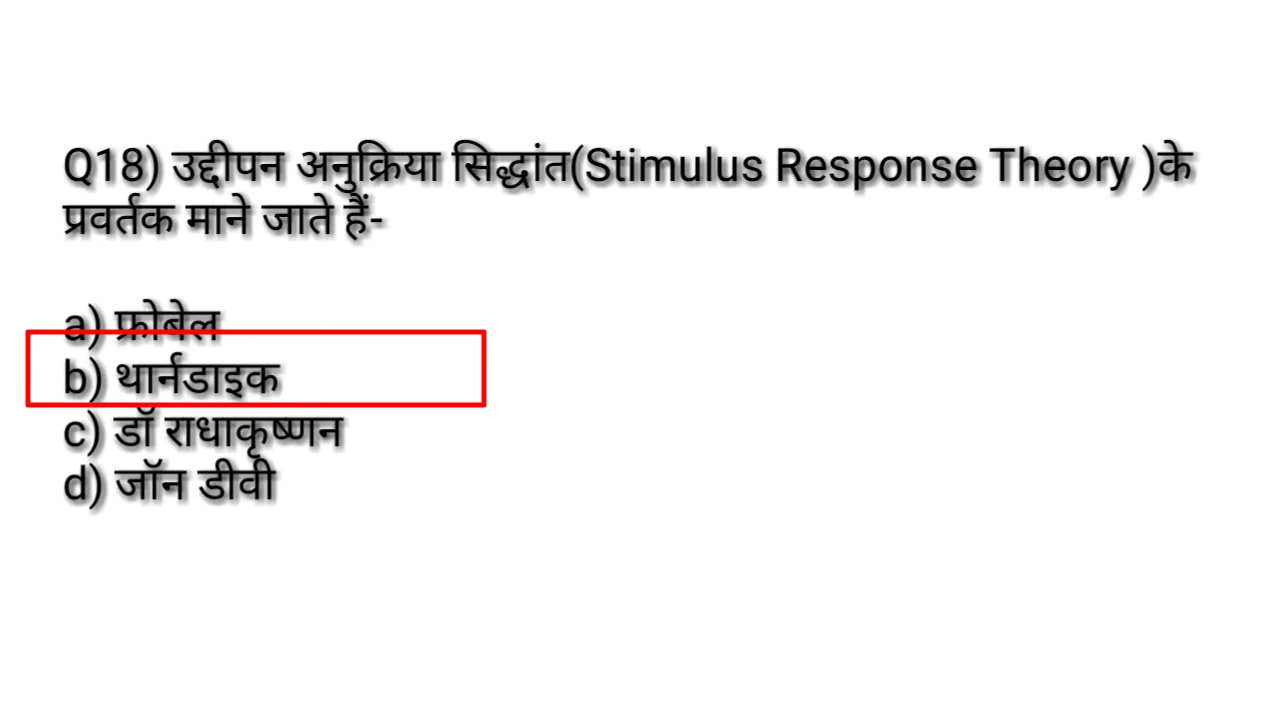 Q18) उद्दीपन अनुक्रिया सिद्धांत(Stimulus Response Theory )के
प्रवर्तक माने जाते हैं-
a) फ्रोबेल
b) थार्नडाइक
c) डॉ राधाकृष्णन
d) जॉन डीवी